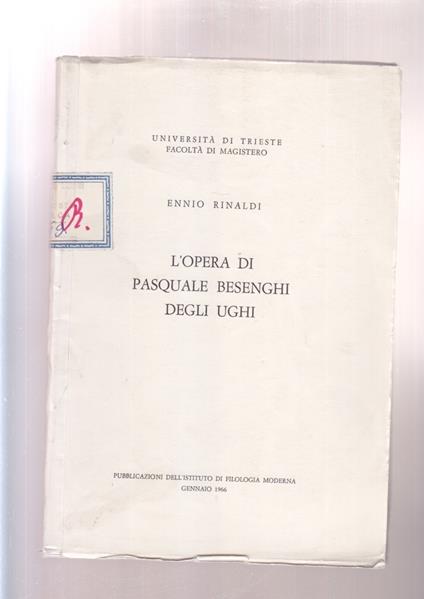 UNIVERSITÀ DI TRIESTE
FACOLTÀ DI MAGISTERO
ENNIO RINALDI
R.
L'OPERA DI
PASQUALE BESENGHI
DEGLI UGHI
PUBBLICAZIONI DELL'ISTITUTO DI FILOLOGIA MODERNA
GENNAIO 1966